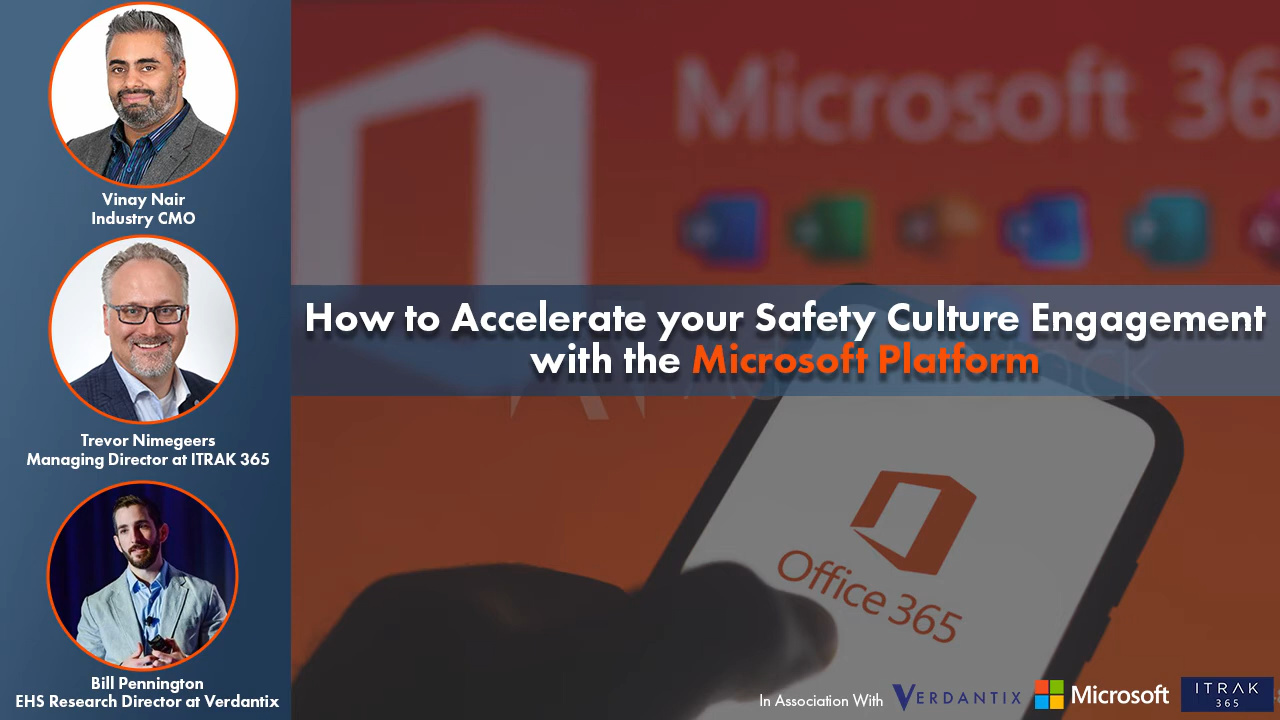 Vinay Nair
Industry CMO
Trevor Nimegeers
Managing Director at ITRAK 365
Bill Pennington
EHS Research Director at Verdantix
Microsoft 36
How to Accelerate your Safety Culture Engagement
with the Microsoft Platform
Office 365
In Association With VERDANTIX Microsoft ITRAK
365